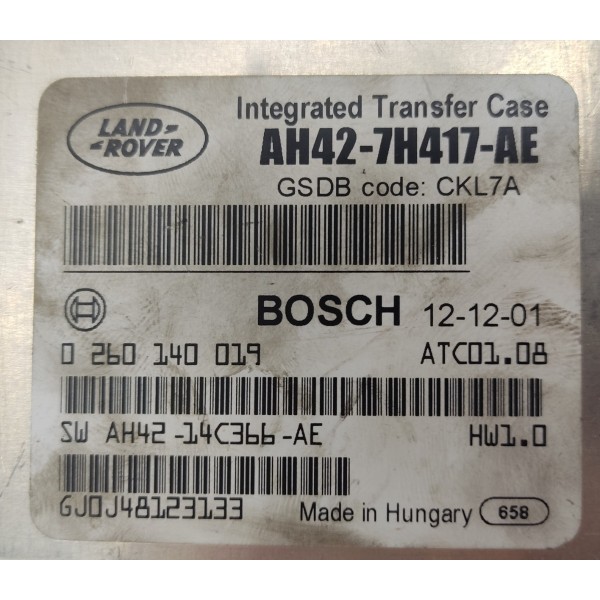 LAND-
-ROVER
Integrated Transfer Case
AH42-7H417-AE
GSDB code: CKL7A
BOSCH 12-12-01
0 260 140 019 ATC01.08
SW AH42-14C366-AE HW1.0
GJ0J48123133
Made in Hungary 658